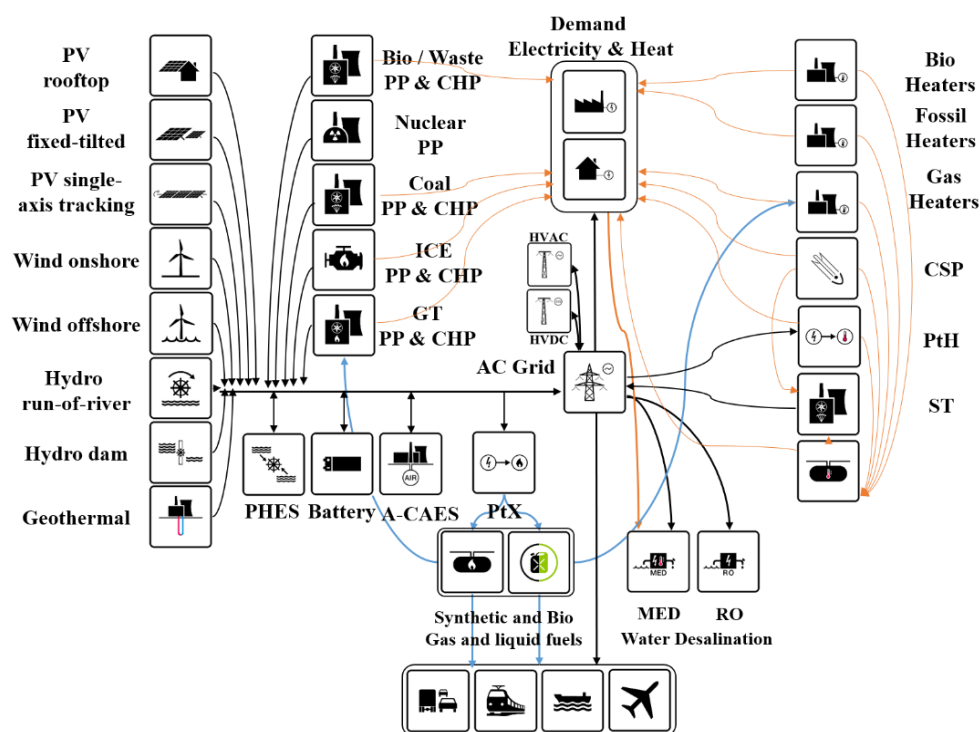 Demand
Electricity & Heat
PV
rooftop
PV
fixed-tilted
PV single-
axis tracking
Wind onshore
Wind offshore
Hydro
run-of-river
Hydro dam
Geothermal
Bio / Waste
PP & CHP
Nuclear
PP
Coal
PP & CHP
ICE
PP & CHP
GT
PP & CHP
HVAC
HVDC
AC Grid
Bio
Heaters
Fossil
Heaters
Gas
Heaters
CSP
PtH
ST
AIR
PHES
Battery
A-CAES
PtX
MED
RO
Synthetic and Bio
Gas and liquid fuels
MED
RO
Water Desalination